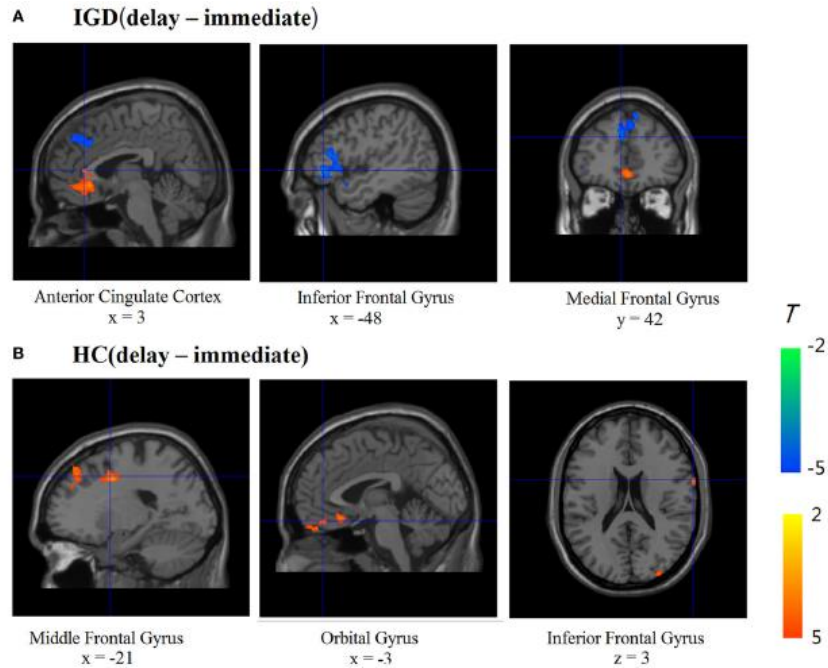 A IGD(delay – immediate)
Anterior Cingulate Cortex
x = 3
Inferior Frontal Gyrus
x = -48
Medial Frontal Gyrus
y = 42
T
-2
-5
2
5
B HC(delay – immediate)
Middle Frontal Gyrus
x = -21
Orbital Gyrus
x = -3
Inferior Frontal Gyrus
z = 3